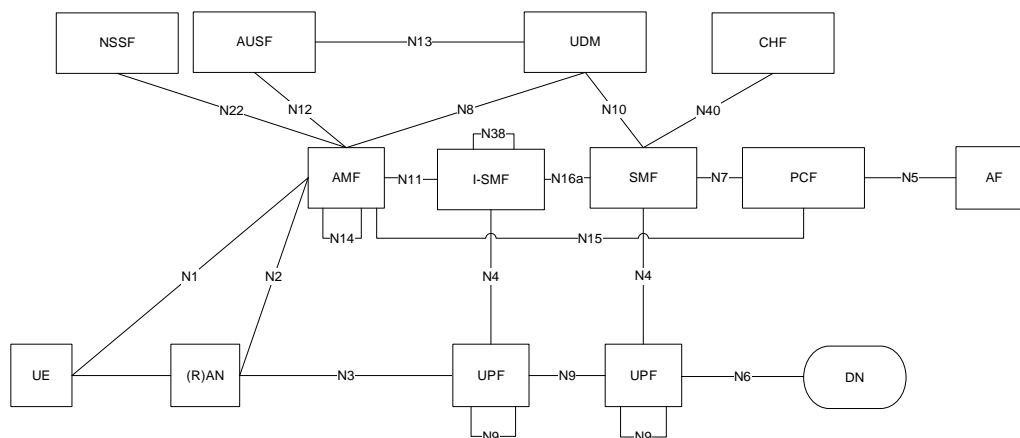 NSSF
AUSF
N13
UDM
CHF
N22
N12
N8
N10
N40
N38
AMF
N11
I-SMF
N16a
SMF
N7
PCF
N5
AF
N14
N15
N1
N2
N4
N4
UE
(R)AN
N3
UPF
N9
UPF
N6
DN
N9
N9